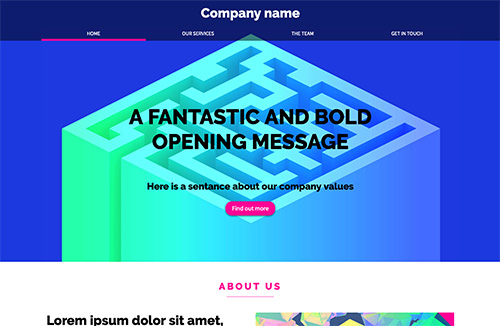 Company name
HOME
OUR SERVICES
THE TEAM
GET IN TOUCH
A FANTASTIC AND BOLD
OPENING MESSAGE
Here is a sentance about our company values
Find out more
ABOUT US
Lorem ipsum dolor sit amet,